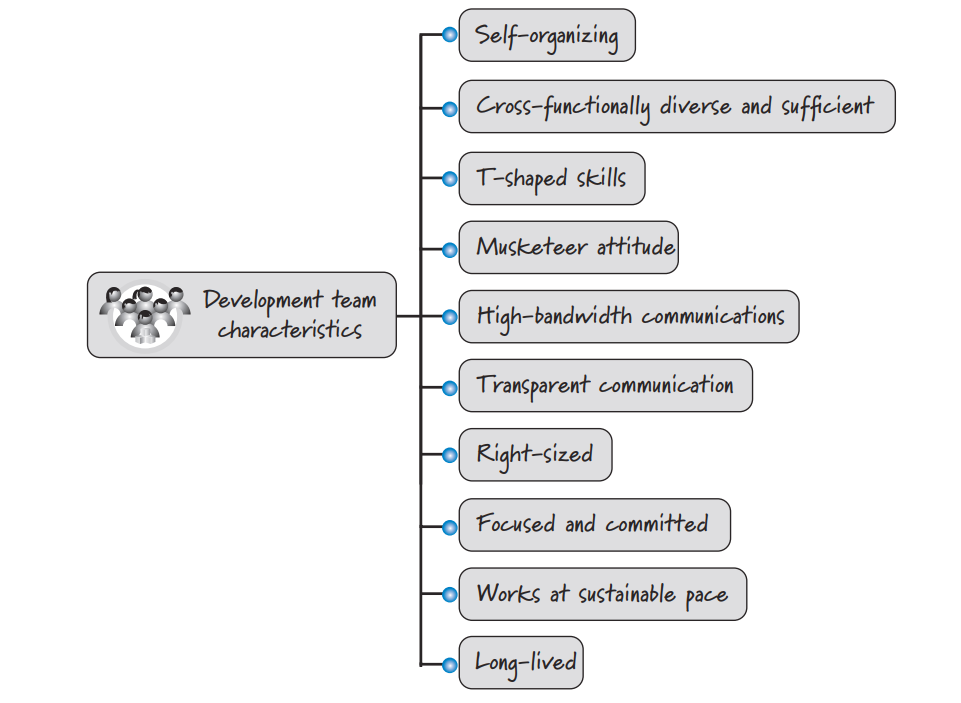 Self-organizing
Cross-functionally diverse and sufficient
T-shaped skills
Musketeer attitude
High-bandwidth communications
Development team
characteristics
Transparent communication
Right-sized
Focused and committed
Works at sustainable pace
Long-lived